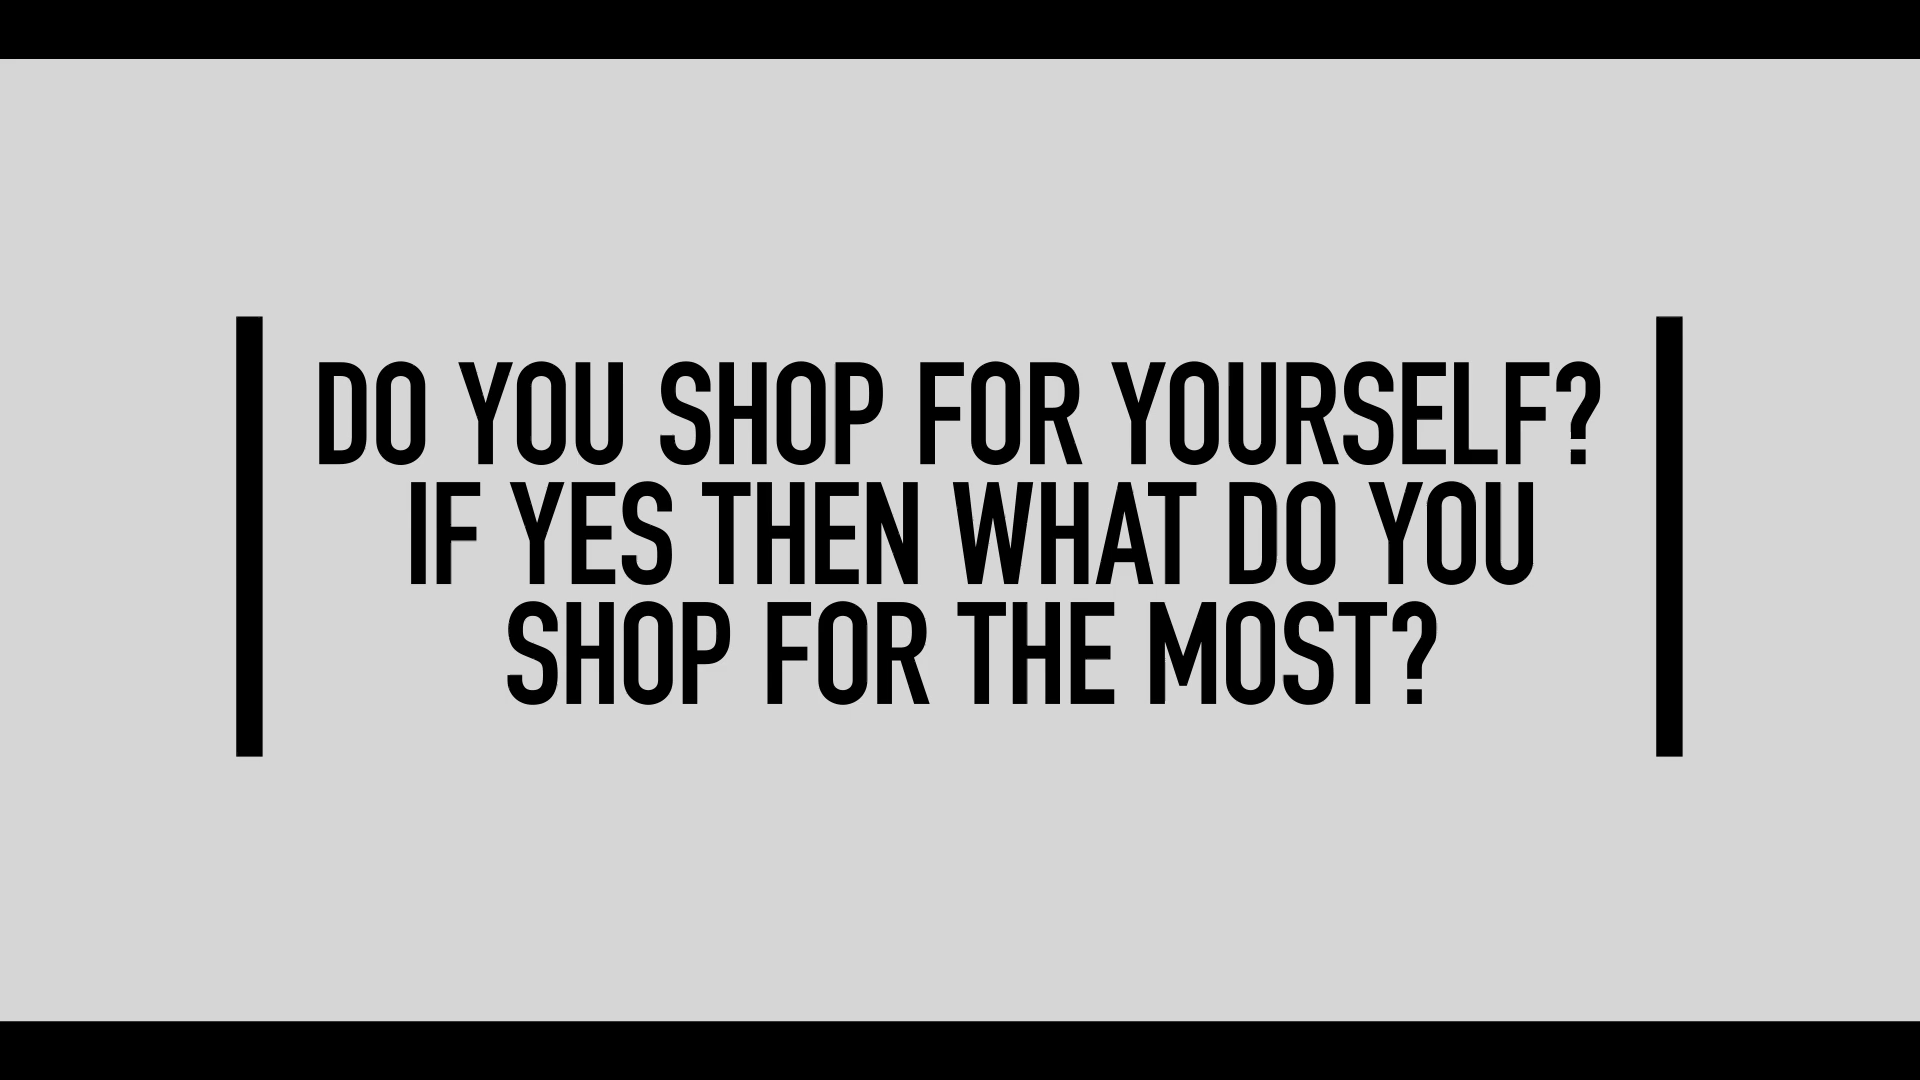 DO YOU SHOP FOR YOURSELF?
IF YES THEN WHAT DO YOU
SHOP FOR THE MOST?